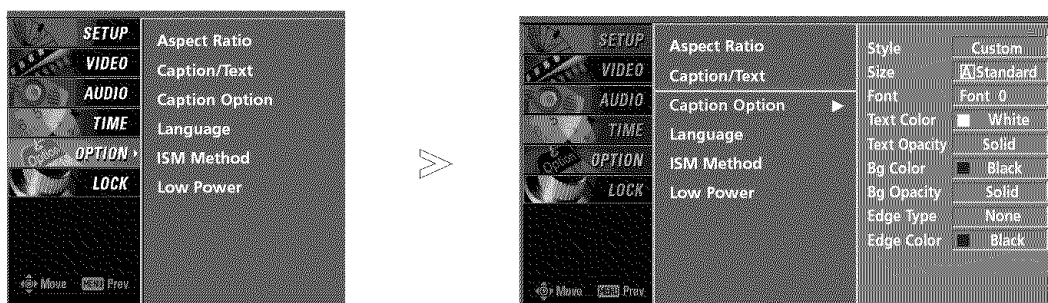 SETUP
VIDEO
AUDIO
TIME
OPTION
LOCK
Option
Move MENU Prev
Aspect Ratio
Caption/Text
Caption Option
Language
ISM Method
Low Power
SETUP
VIDEO
AUDIO
TIME
OPTION
LOCK
Option
Move MENU Prev
Aspect Ratio
Caption/Text
Caption Option
Language
ISM Method
Low Power
Style Custom
Size A Standard
Font Font 0
Text Color White
Text Opacity Solid
Bg Color Black
Bg Opacity Solid
Edge Type None
Edge Color Black